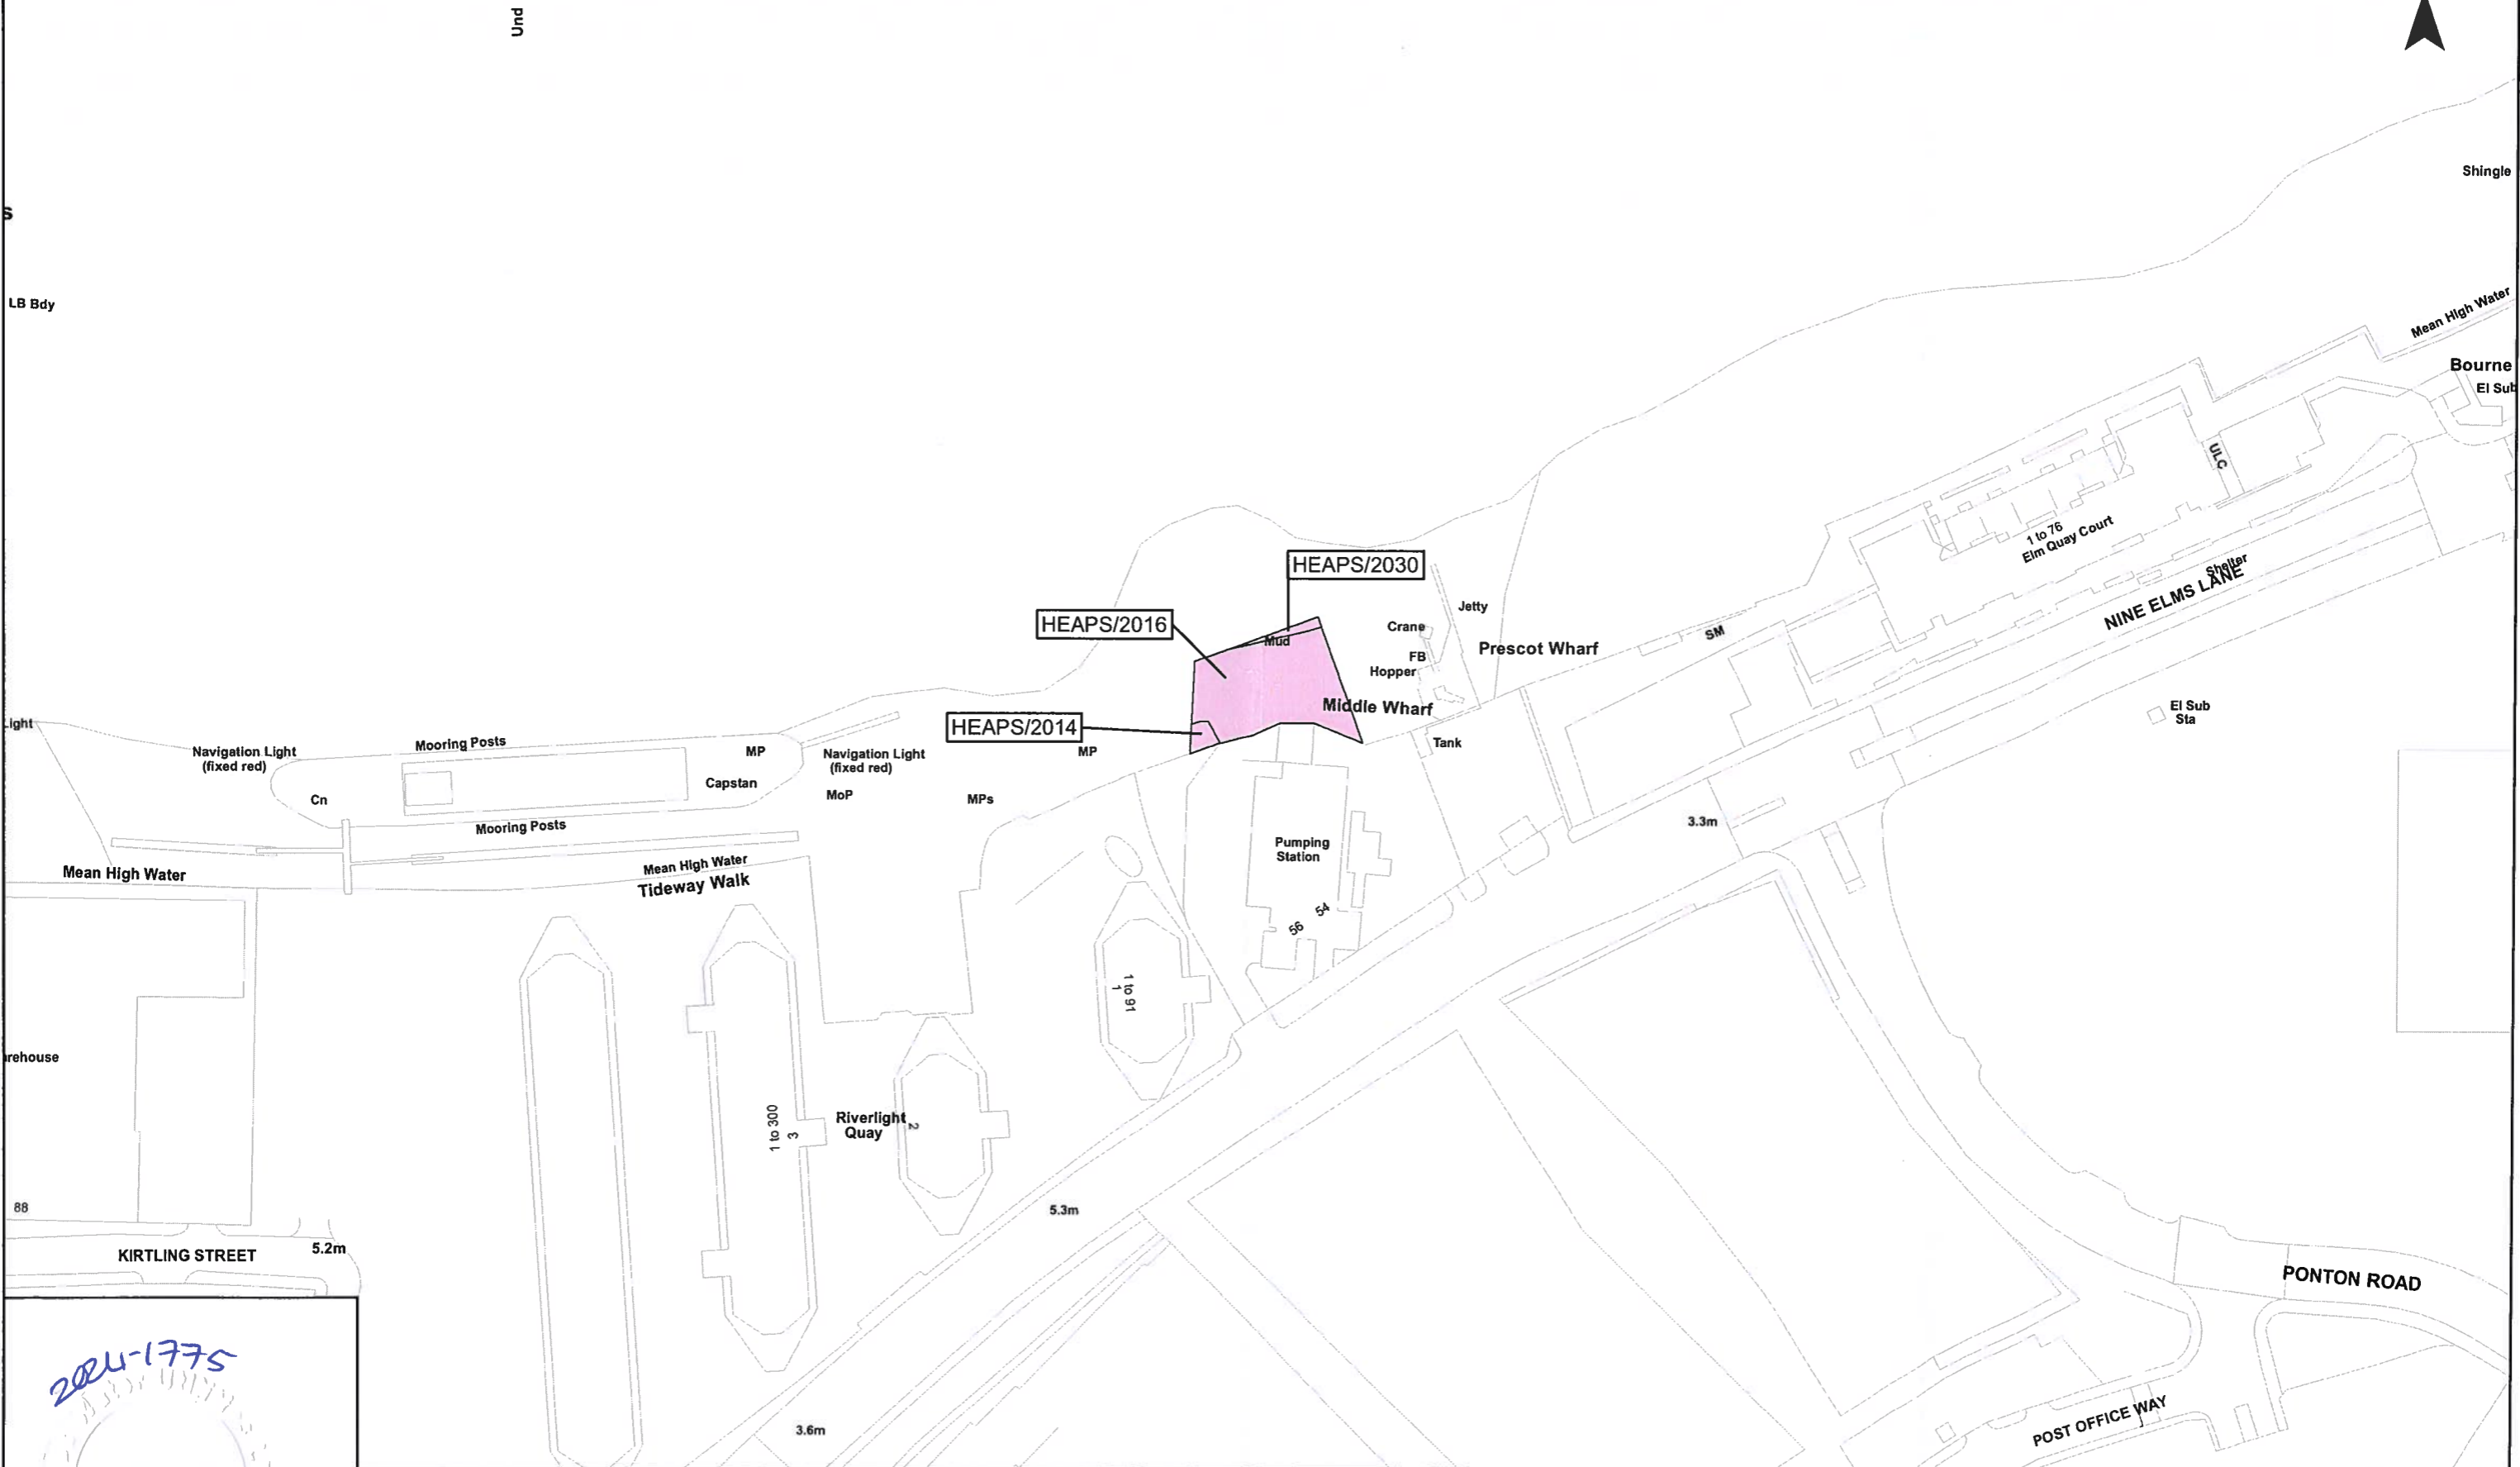 Und
Shingle
s
LB Bdy
Mean High Water
Bourne
El Sub
ULC
1 to 76
Elm Quay Court
Shelter
NINE ELMS LANE
HEAPS/2030
HEAPS/2016
Mud
Jetty
Crane
FB
Hopper
Prescot Wharf
SM
Middle Wharf
HEAPS/2014
MP
Tank
El Sub
Sta
Light
Navigation Light
(fixed red)
Mooring Posts
MP
Capstan
Navigation Light
(fixed red)
MoP
MPs
Cn
Mooring Posts
3.3m
Pumping
Station
Mean High Water
Mean High Water
Tideway Walk
54
56
1 to 91
1
rehouse
1 to 300
3
Riverlight
Quay
2
88
5.3m
KIRTLING STREET
5.2m
PONTON ROAD
2024-1775
3.6m
POST OFFICE WAY